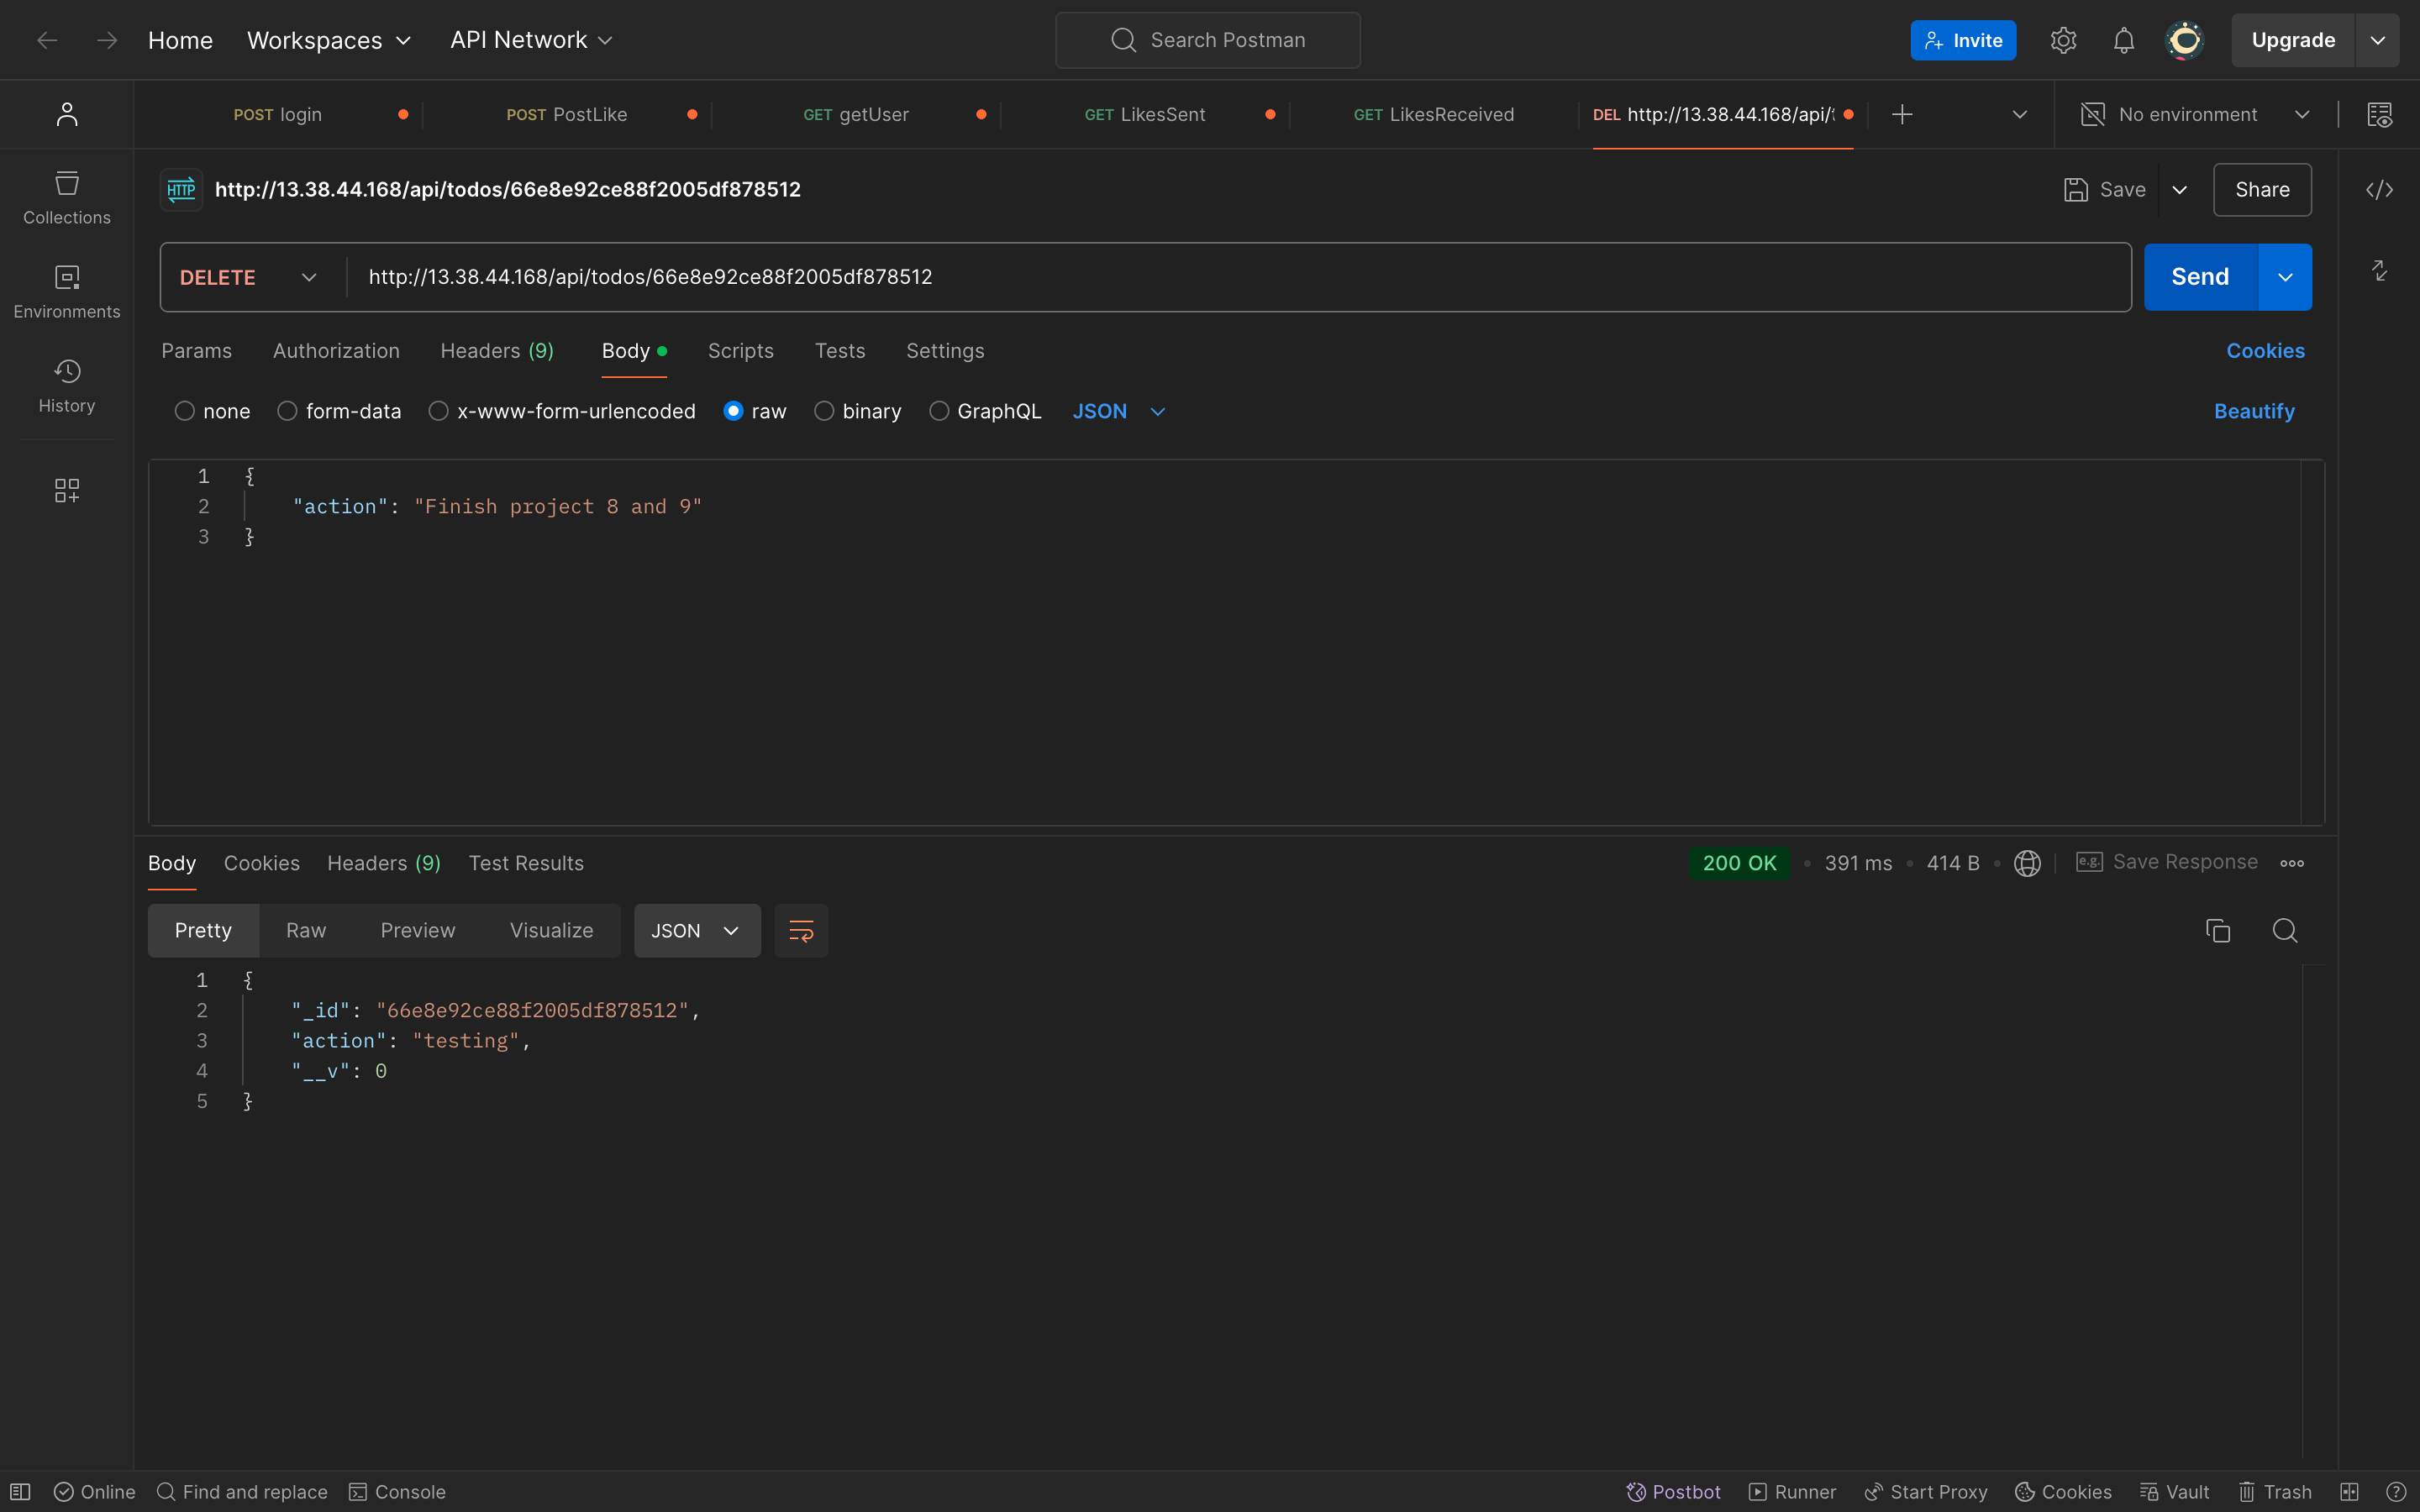 Home Workspaces API Network Search Postman Invite Upgrade
POST login POST PostLike GET getUser GET LikesSent GET LikesReceived DEL http://13.38.44.168/api/t No environment
HTTP http://13.38.44.168/api/todos/66e8e92ce88f2005df878512 Save Share
Collections
DELETE http://13.38.44.168/api/todos/66e8e92ce88f2005df878512 Send
Environments
Params Authorization Headers (9) Body Scripts Tests Settings Cookies
History
none form-data x-www-form-urlencoded raw binary GraphQL JSON Beautify
1 {
2 "action": "Finish project 8 and 9"
3 }
Body Cookies Headers (9) Test Results 200 OK 391 ms 414 B e.g. Save Response
Pretty Raw Preview Visualize JSON
1 {
2 "_id": "66e8e92ce88f2005df878512",
3 "action": "testing",
4 "__v": 0
5 }
Online Find and replace Console Postbot Runner Start Proxy Cookies Vault Trash